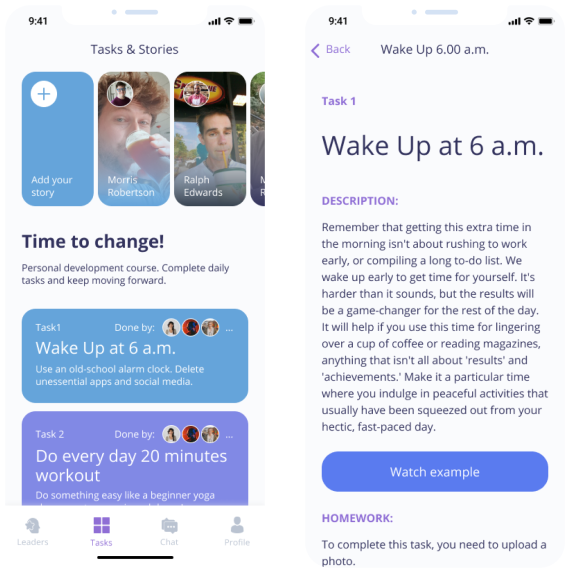 9:41
Tasks & Stories
Add your
story
Morris
Robertson
Ralph
Edwards
Time to change!
Personal development course. Complete daily
tasks and keep moving forward.
Task1
Done by:
...
Wake Up at 6 a.m.
Use an old-school alarm clock. Delete
unessential apps and social media.
Task 2
Done by:
...
Do every day 20 minutes
workout
Do something easy like a beginner yoga
Leaders
Tasks
Chat
Profile
9:41
Back
Wake Up 6.00 a.m.
Task 1
Wake Up at 6 a.m.
DESCRIPTION:
Remember that getting this extra time in
the morning isn't about rushing to work
early, or compiling a long to-do list. We
wake up early to get time for yourself. It's
harder than it sounds, but the results will
be a game-changer for the rest of the day.
It will help if you use this time for lingering
over a cup of coffee or reading magazines,
anything that isn't all about 'results' and
'achievements.' Make it a particular time
where you indulge in peaceful activities that
usually have been squeezed out from your
hectic, fast-paced day.
Watch example
HOMEWORK:
To complete this task, you need to upload a
photo.